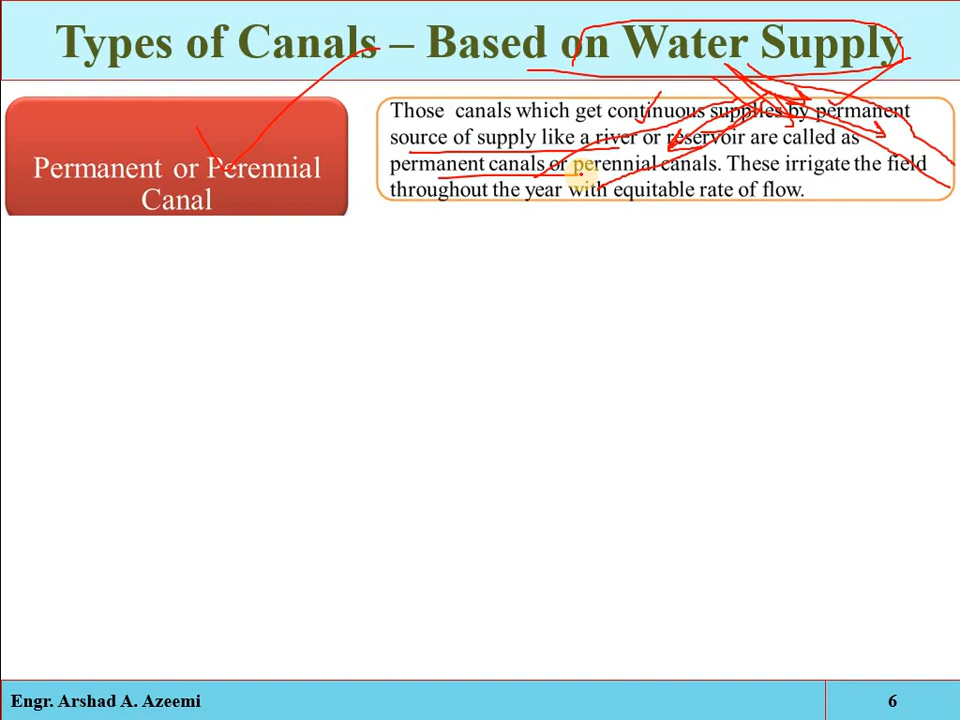 Types of Canals – Based on Water Supply
Permanent or Perennial
Canal
Those canals which get continuous supplies by permanent
source of supply like a river or reservoir are called as
permanent canals or perennial canals. These irrigate the field
throughout the year with equitable rate of flow.
Engr. Arshad A. Azeemi
6